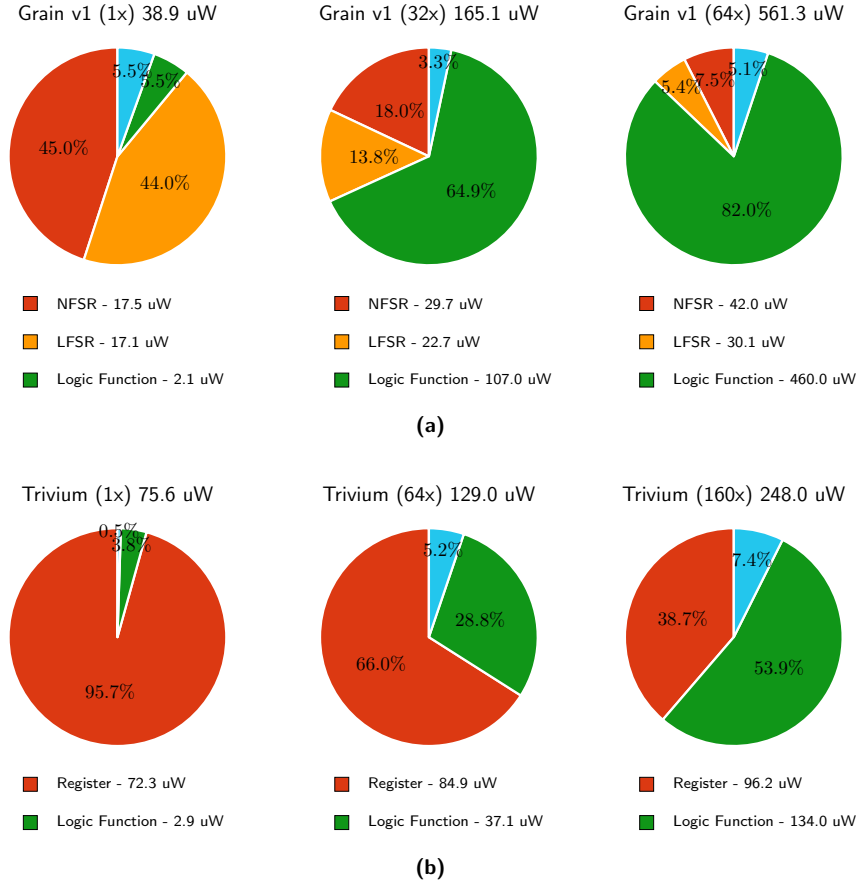 Grain v1 (1x) 38.9 uW
Grain v1 (32x) 165.1 uW
Grain v1 (64x) 561.3 uW
5.5%
5.5%
45.0%
44.0%
3.3%
18.0%
13.8%
64.9%
5.1%
7.5%
5.4%
82.0%
NFSR - 17.5 uW
LFSR - 17.1 uW
Logic Function - 2.1 uW
NFSR - 29.7 uW
LFSR - 22.7 uW
Logic Function - 107.0 uW
NFSR - 42.0 uW
LFSR - 30.1 uW
Logic Function - 460.0 uW
(a)
Trivium (1x) 75.6 uW
Trivium (64x) 129.0 uW
Trivium (160x) 248.0 uW
0.5%
3.8%
95.7%
5.2%
28.8%
66.0%
7.4%
38.7%
53.9%
Register - 72.3 uW
Logic Function - 2.9 uW
Register - 84.9 uW
Logic Function - 37.1 uW
Register - 96.2 uW
Logic Function - 134.0 uW
(b)